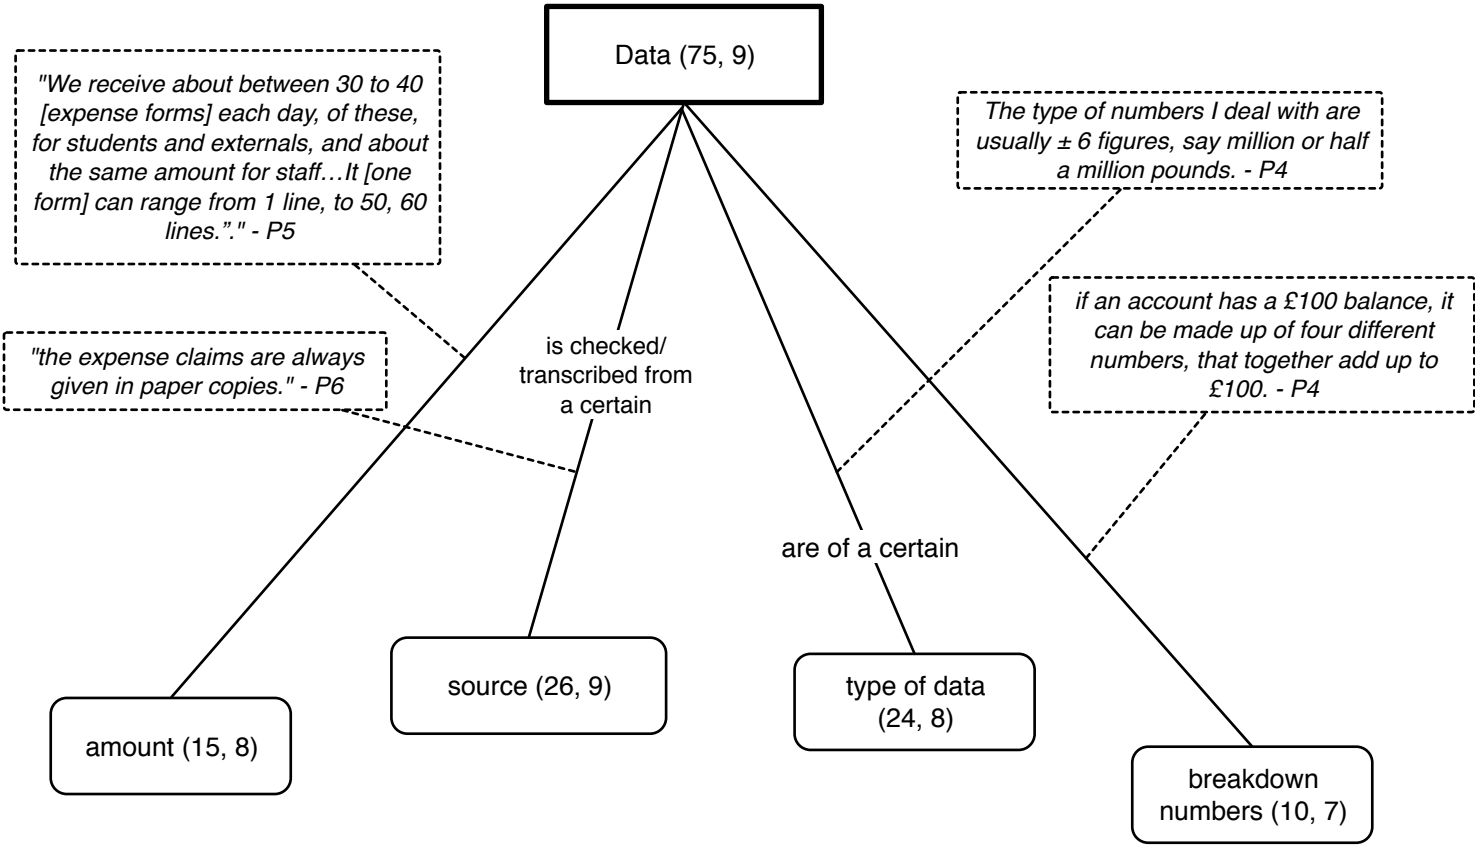 Data (75, 9)
"We receive about between 30 to 40
[expense forms] each day, of these,
for students and externals, and about
the same amount for staff…It [one
form] can range from 1 line, to 50, 60
lines.”." - P5
The type of numbers I deal with are
usually ± 6 figures, say million or half
a million pounds. - P4
if an account has a £100 balance, it
can be made up of four different
numbers, that together add up to
£100. - P4
"the expense claims are always
given in paper copies." - P6
is checked/
transcribed from
a certain
are of a certain
amount (15, 8)
source (26, 9)
type of data
(24, 8)
breakdown
numbers (10, 7)